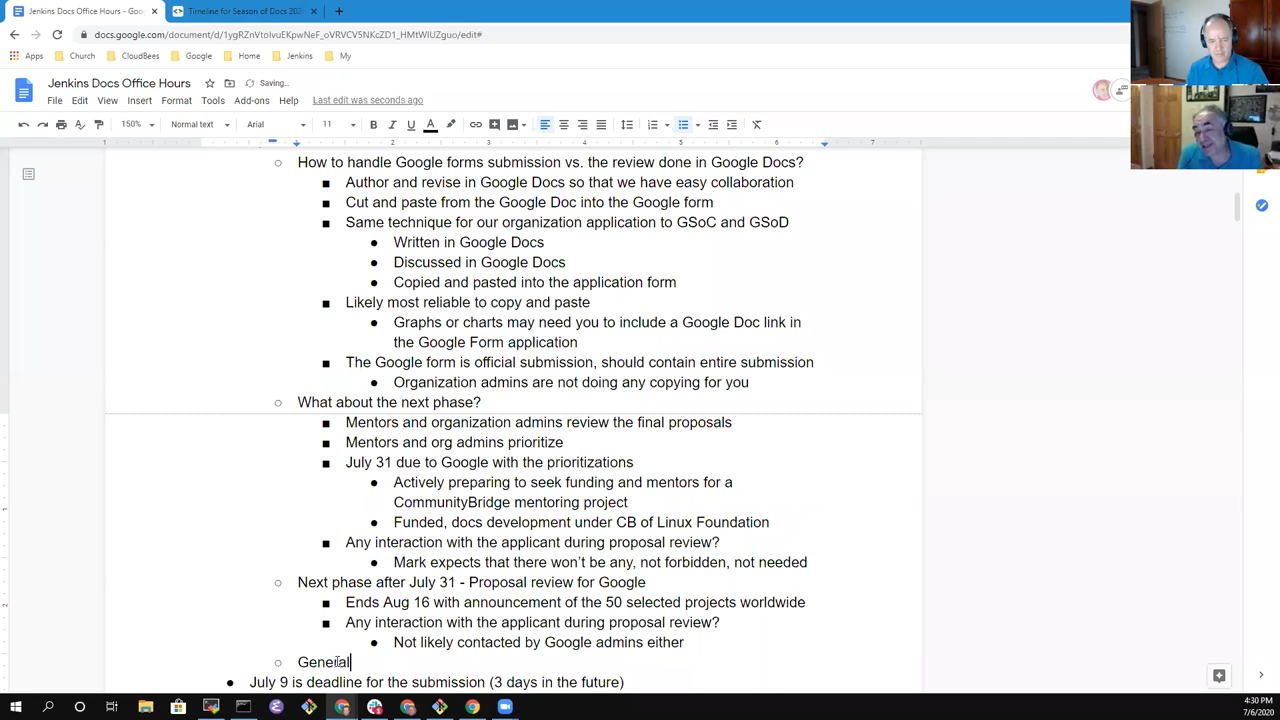 Jenkins Docs Office Hours - Goo
Timeline for Season of Docs 202
docs.google.com/document/d/1ygRZnVtoIvuEKpwNeF_oVRVCV5NKcZD1_HMtWIUZguo/edit#
Apps
Church
CloudBees
Google
Home
Jenkins
My
Jenkins Docs Office Hours
Saving...
File
Edit
View
Insert
Format
Tools
Add-ons
Help
Last edit was seconds ago
150%
Normal text
Arial
11
B
I
U
A
1
2
3
4
5
6
7
○ How to handle Google forms submission vs. the review done in Google Docs?
■ Author and revise in Google Docs so that we have easy collaboration
■ Cut and paste from the Google Doc into the Google form
■ Same technique for our organization application to GSoC and GSoD
● Written in Google Docs
● Discussed in Google Docs
● Copied and pasted into the application form
■ Likely most reliable to copy and paste
● Graphs or charts may need you to include a Google Doc link in
the Google Form application
■ The Google form is official submission, should contain entire submission
● Organization admins are not doing any copying for you
○ What about the next phase?
■ Mentors and organization admins review the final proposals
■ Mentors and org admins prioritize
■ July 31 due to Google with the prioritizations
● Actively preparing to seek funding and mentors for a
CommunityBridge mentoring project
● Funded, docs development under CB of Linux Foundation
■ Any interaction with the applicant during proposal review?
● Mark expects that there won't be any, not forbidden, not needed
○ Next phase after July 31 - Proposal review for Google
■ Ends Aug 16 with announcement of the 50 selected projects worldwide
■ Any interaction with the applicant during proposal review?
● Not likely contacted by Google admins either
○ General
● July 9 is deadline for the submission (3 days in the future)
4:30 PM
7/6/2020